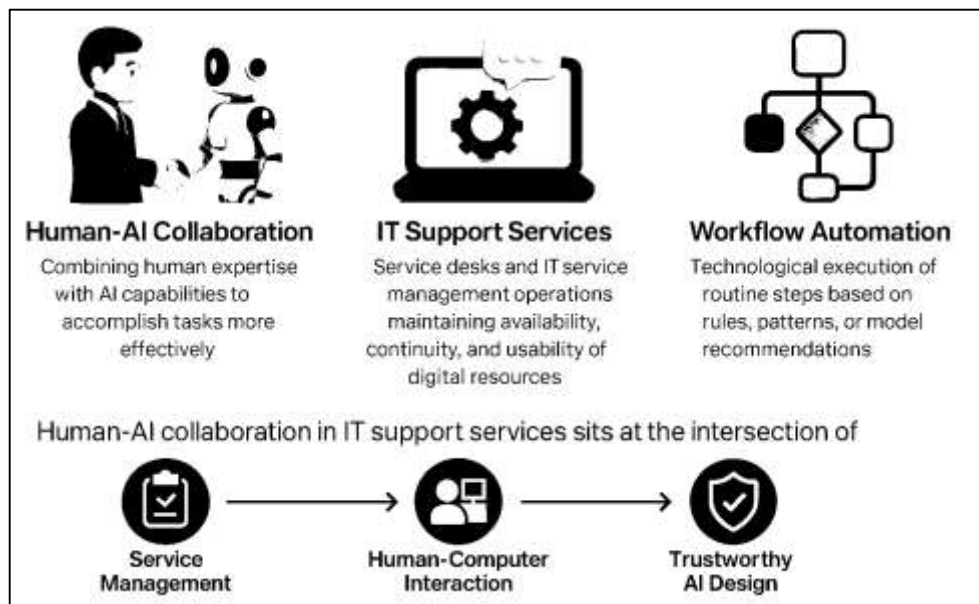 Human-AI Collaboration
Combining human expertise
with AI capabilities to
accomplish tasks more
effectively
IT Support Services
Service desks and IT service
management operations
maintaining availability,
continuity, and usability of
digital resources
Workflow Automation
Technological execution of
routine steps based on
rules, patterns, or model
recommendations
Human-AI collaboration in IT support services sits at the intersection of
Service
Management
Human-Computer
Interaction
Trustworthy
AI Design